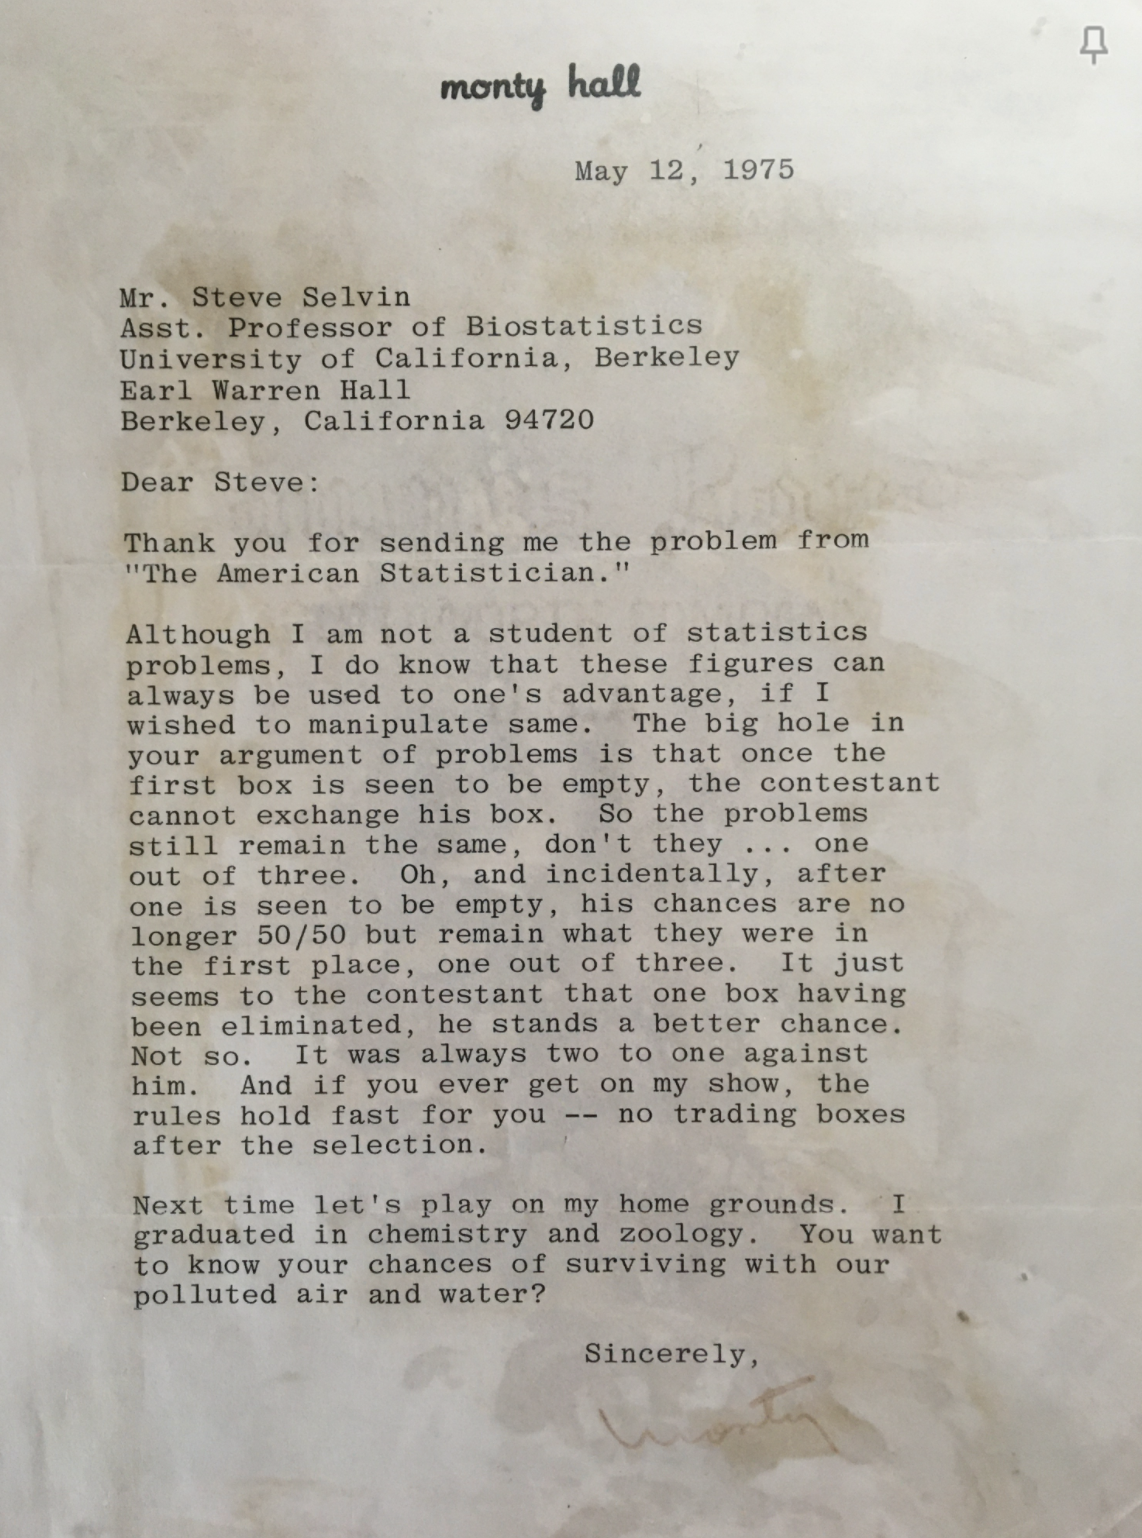 monty hall
May 12, 1975
Mr. Steve Selvin
Asst. Professor of Biostatistics
University of California, Berkeley
Earl Warren Hall
Berkeley, California 94720
Dear Steve:
Thank you for sending me the problem from
"The American Statistician."
Although I am not a student of statistics
problems, I do know that these figures can
always be used to one's advantage, if I
wished to manipulate same.  The big hole in
your argument of problems is that once the
first box is seen to be empty, the contestant
cannot exchange his box.  So the problems
still remain the same, don't they ... one
out of three.  Oh, and incidentally, after
one is seen to be empty, his chances are no
longer 50/50 but remain what they were in
the first place, one out of three.  It just
seems to the contestant that one box having
been eliminated, he stands a better chance.
Not so.  It was always two to one against
him.  And if you ever get on my show, the
rules hold fast for you -- no trading boxes
after the selection.
Next time let's play on my home grounds.  I
graduated in chemistry and zoology.  You want
to know your chances of surviving with our
polluted air and water?
Sincerely,
Monty